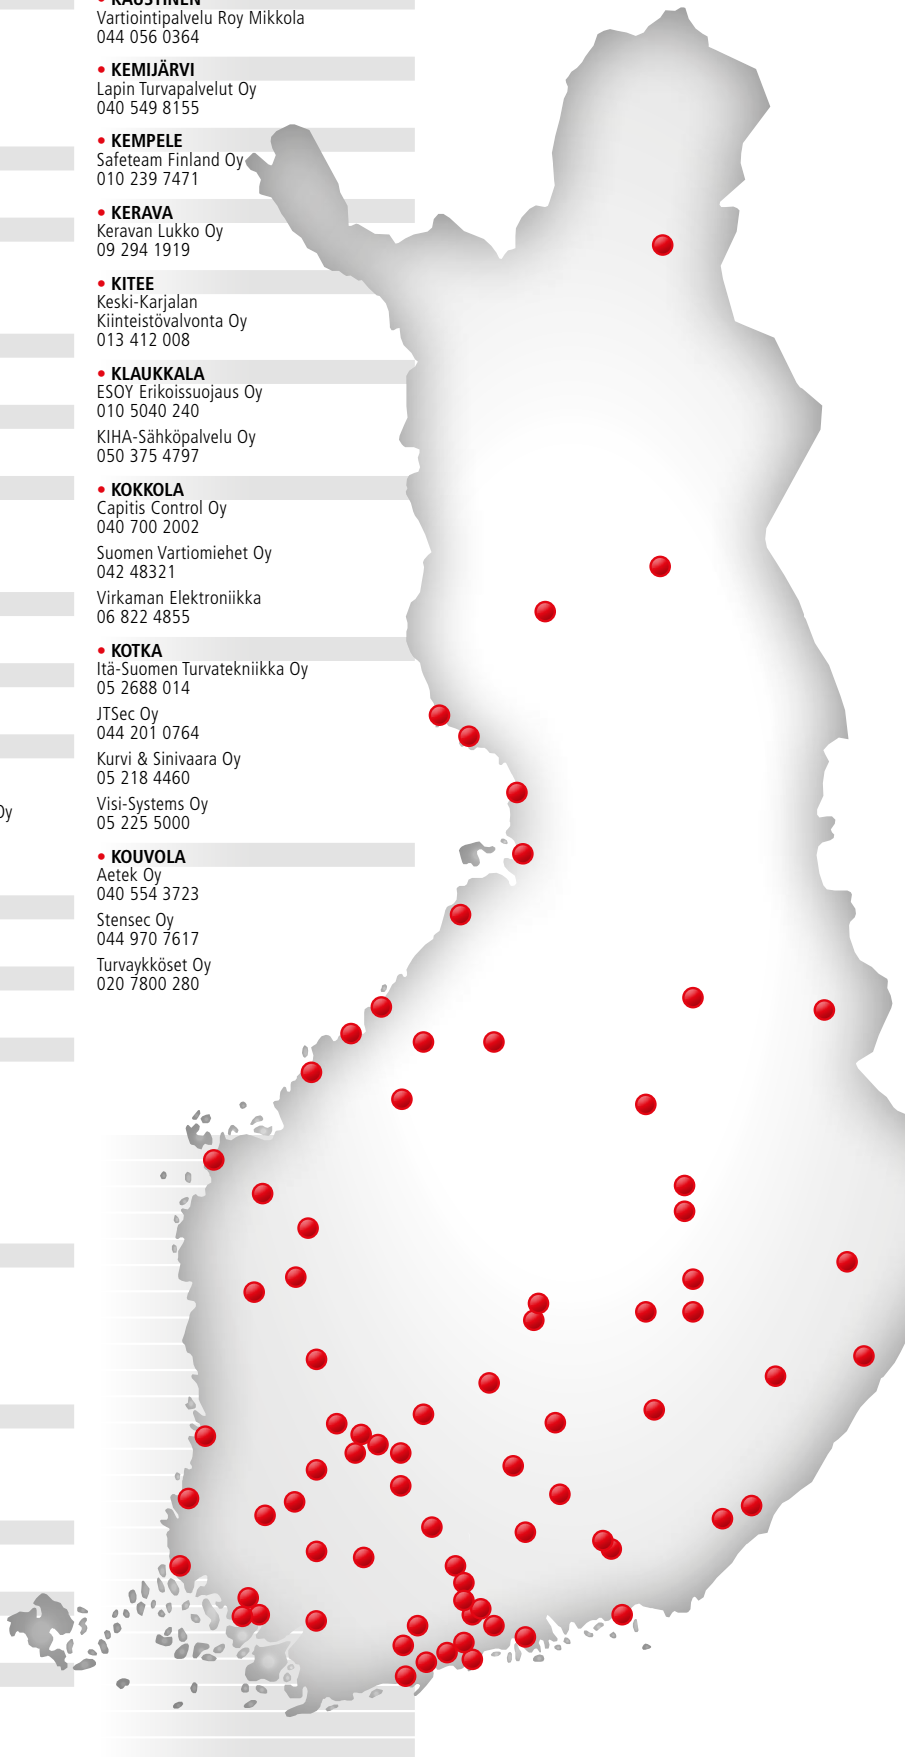 • KAUSTINEN
Vartiointipalvelu Roy Mikkola
044 056 0364
• KEMIJÄRVI
Lapin Turvapalvelut Oy
040 549 8155
• KEMPELE
Safeteam Finland Oy
010 239 7471
• KERAVA
Keravan Lukko Oy
09 294 1919
• KITEE
Keski-Karjalan
Kiinteistövalvonta Oy
013 412 008
• KLAUKKALA
ESOY Erikoissuojaus Oy
010 5040 240
KIHA-Sähköpalvelu Oy
050 375 4797
• KOKKOLA
Capitis Control Oy
040 700 2002
Suomen Vartiomiehet Oy
042 48321
Virkaman Elektroniikka
06 822 4855
• KOTKA
Itä-Suomen Turvatekniikka Oy
05 2688 014
JTSec Oy
044 201 0764
Kurvi & Sinivaara Oy
05 218 4460
Visi-Systems Oy
05 225 5000
Oy
• KOUVOLA
Aetek Oy
040 554 3723
Stensec Oy
044 970 7617
Turvaykköset Oy
020 7800 280